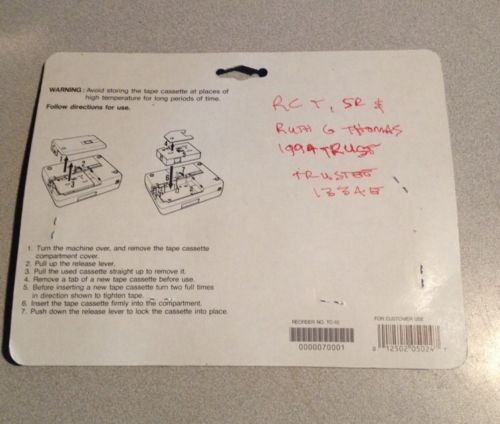 WARNING: Avoid storing the tape cassette at places of
high temperature for long periods of time.
Follow directions for use.
RCT, SR &
RUTH G THOMAS
1994 TRUST
TRUSTEE
1. Turn the machine over, and remove the tape cassette
compartment cover.
2. Pull up the release lever.
3. Pull the used cassette straight up to remove it.
4. Remove a tab of a new cassette before use.
5. Before inserting a new cassette turn two full times
in direction shown to tighten tape.
6. Insert the tape cassette firmly into the compartment.
7. Push down the release lever to lock the cassette into place.
REORDER NO. TC-10
0000070001
FOR CUSTOMER USE
0 12502 05024 1